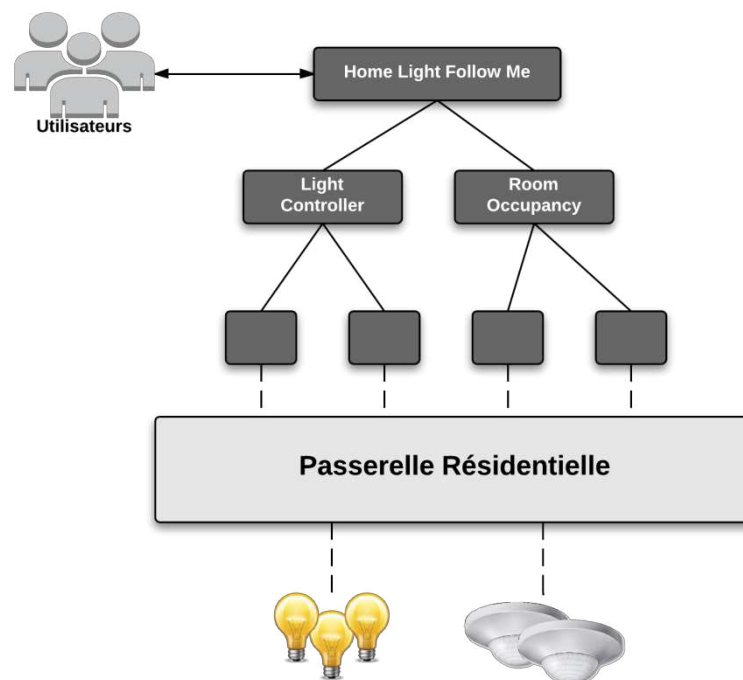 Home Light Follow Me
Utilisateurs
Light
Controller
Room
Occupancy
Passerelle Résidentielle